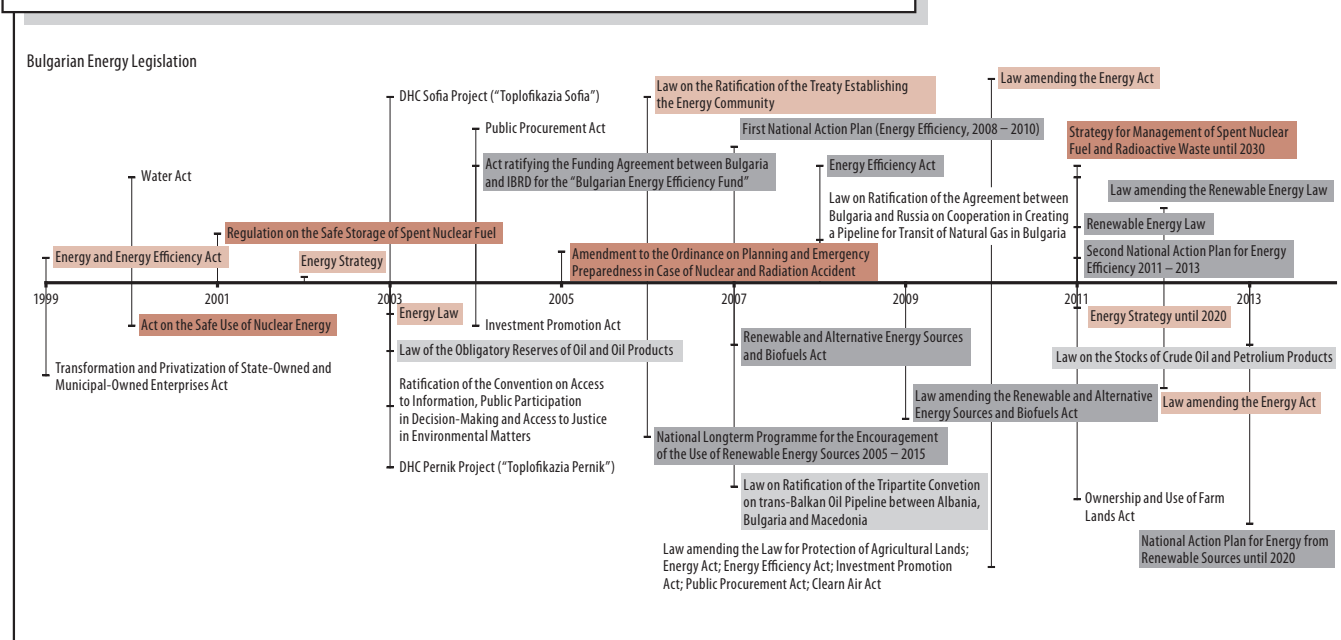 Bulgarian Energy Legislation
Law amending the Energy Act
Law on the Ratification of the Treaty Establishing
the Energy Community
DHC Sofia Project (“Toplofikazia Sofia”)
Public Procurement Act
First National Action Plan (Energy Efficiency, 2008 – 2010)
Strategy for Management of Spent Nuclear
Fuel and Radioactive Waste until 2030
Act ratifying the Funding Agreement between Bulgaria
and IBRD for the “Bulgarian Energy Efficiency Fund”
Energy Efficiency Act
Water Act
Law amending the Renewable Energy Law
Law on Ratification of the Agreement between
Bulgaria and Russia on Cooperation in Creating
a Pipeline for Transit of Natural Gas in Bulgaria
Renewable Energy Law
Regulation on the Safe Storage of Spent Nuclear Fuel
Energy and Energy Efficiency Act
Energy Strategy
Amendment to the Ordinance on Planning and Emergency
Preparedness in Case of Nuclear and Radiation Accident
Second National Action Plan for Energy
Efficiency 2011 – 2013
1999
2001
2003
2005
2007
2009
2011
2013
Energy Law
Energy Strategy until 2020
Act on the Safe Use of Nuclear Energy
Investment Promotion Act
Renewable and Alternative Energy Sources
and Biofuels Act
Law of the Obligatory Reserves of Oil and Oil Products
Law on the Stocks of Crude Oil and Petrolium Products
Transformation and Privatization of State-Owned and
Municipal-Owned Enterprises Act
Ratification of the Convention on Access
to Information, Public Participation
in Decision-Making and Access to Justice
in Environmental Matters
Law amending the Renewable and Alternative
Energy Sources and Biofuels Act
Law amending the Energy Act
National Longterm Programme for the Encouragement
of the Use of Renewable Energy Sources 2005 – 2015
DHC Pernik Project (“Toplofikazia Pernik”)
Law on Ratification of the Tripartite Convetion
on trans-Balkan Oil Pipeline between Albania,
Bulgaria and Macedonia
Ownership and Use of Farm
Lands Act
National Action Plan for Energy from
Renewable Sources until 2020
Law amending the Law for Protection of Agricultural Lands;
Energy Act; Energy Efficiency Act; Investment Promotion
Act; Public Procurement Act; Clearn Air Act